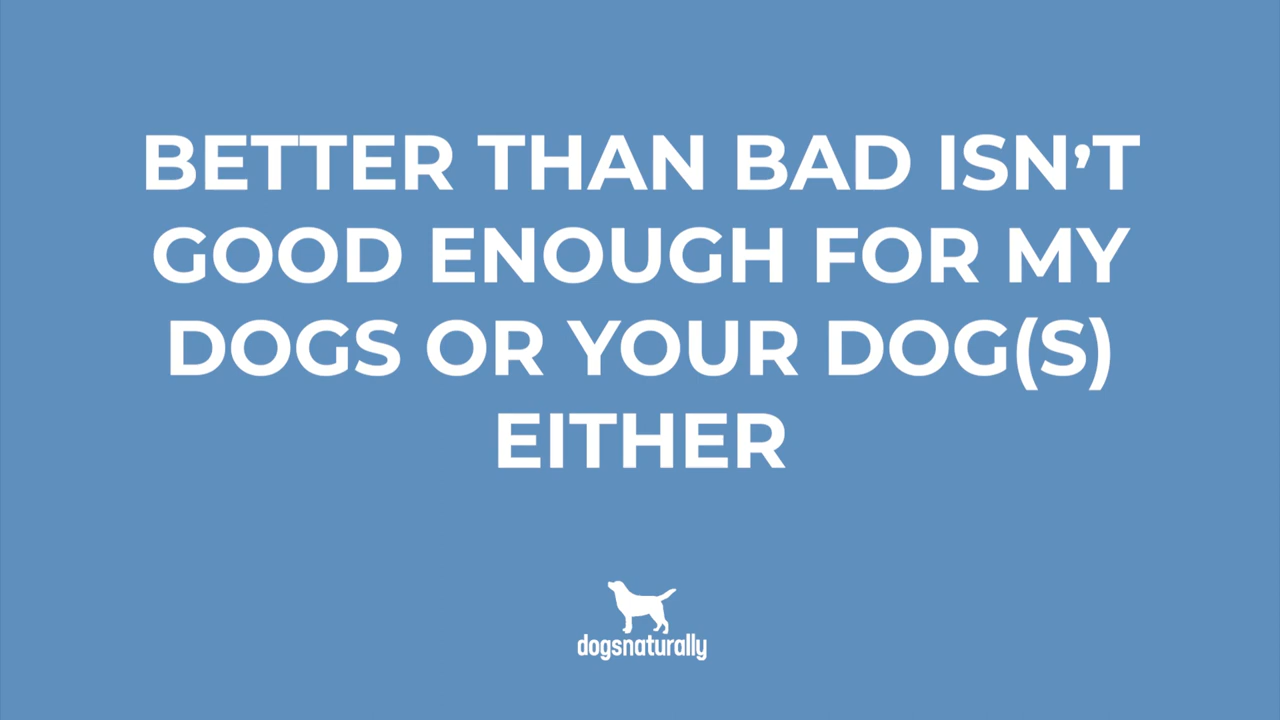 BETTER THAN BAD ISN’T
GOOD ENOUGH FOR MY
DOGS OR YOUR DOG(S)
EITHER
dogsnaturally